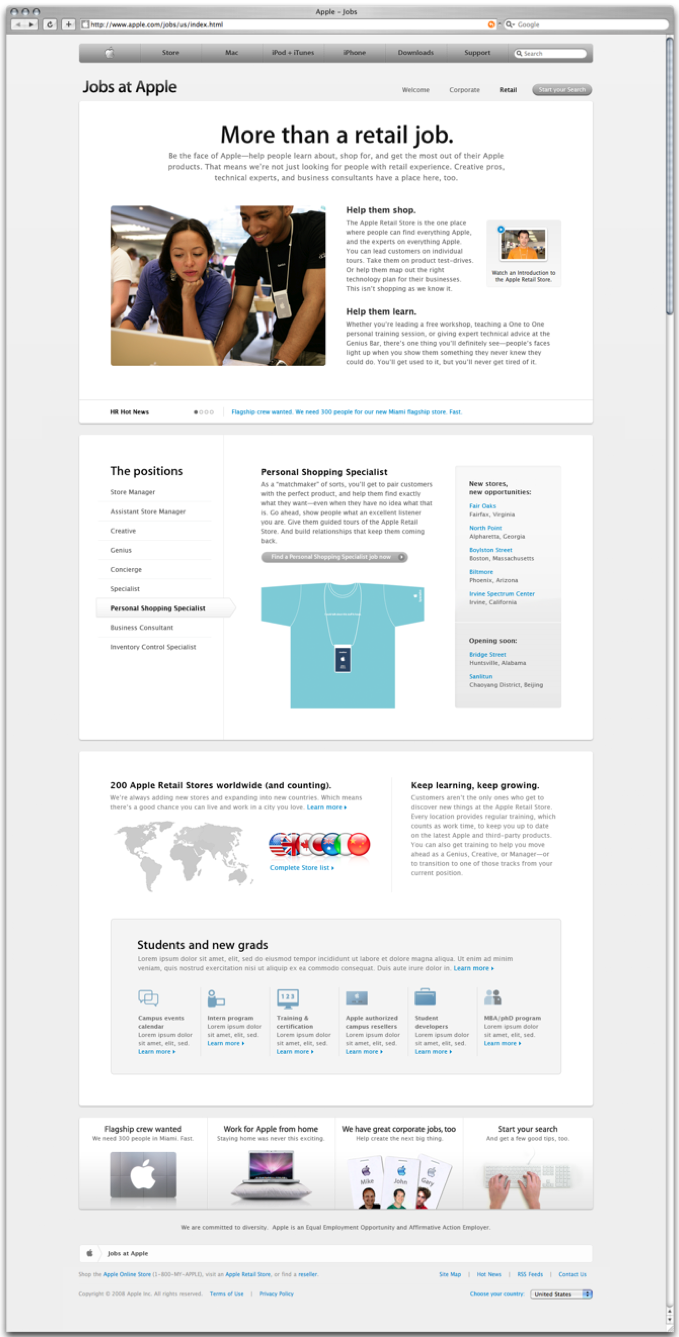 Apple – Jobs
http://www.apple.com/jobs/us/index.html
Google
Store Mac iPod + iTunes iPhone Downloads Support Search
Jobs at Apple
Welcome Corporate Retail Start your Search
More than a retail job.
Be the face of Apple—help people learn about, shop for, and get the most out of their Apple
products. That means we're not just looking for people with retail experience. Creative pros,
technical experts, and business consultants have a place here, too.
Help them shop.
The Apple Retail Store is the one place
where people can find everything Apple,
and the experts on everything Apple.
You can lead customers on individual
tours. Take them on product test-drives.
Or help them map out the right
technology plan for their businesses.
This isn't shopping as we know it.
Watch an Introduction to
the Apple Retail Store.
Help them learn.
Whether you're leading a free workshop, teaching a One to One
personal training session, or giving expert technical advice at the
Genius Bar, there's one thing you'll definitely see—people's faces
light up when you show them something they never knew they
could do. You'll get used to it, but you'll never get tired of it.
HR Hot News
Flagship crew wanted. We need 300 people for our new Miami flagship store. Fast.
The positions
Store Manager
Assistant Store Manager
Creative
Genius
Concierge
Specialist
Personal Shopping Specialist
Business Consultant
Inventory Control Specialist
Personal Shopping Specialist
As a "matchmaker" of sorts, you'll get to pair customers
with the perfect product, and help them find exactly
what they want—even when they have no idea what that
is. Go ahead, show people what an excellent listener
you are. Give them guided tours of the Apple Retail
Store. And build relationships that keep them coming
back.
Find a Personal Shopping Specialist job now
New stores,
new opportunities:
Fair Oaks
Fairfax, Virginia
North Point
Alpharetta, Georgia
Boylston Street
Boston, Massachusetts
Biltmore
Phoenix, Arizona
Irvine Spectrum Center
Irvine, California
Opening soon:
Bridge Street
Huntsville, Alabama
Sanlitun
Chaoyang District, Beijing
200 Apple Retail Stores worldwide (and counting).
We're always adding new stores and expanding into new countries. Which means
there's a good chance you can live and work in a city you love. Learn more
Complete Store list
Keep learning, keep growing.
Customers aren't the only ones who get to
discover new things at the Apple Retail Store.
Every location provides regular training, which
counts as work time, to keep you up to date
on the latest Apple and third-party products.
You can also get training to help you move
ahead as a Genius, Creative, or Manager—or
to transition to one of those tracks from your
current position.
Students and new grads
Lorem ipsum dolor sit amet, elit, sed do eiusmod tempor incididunt ut labore et dolore magna aliqua. Ut enim ad minim
veniam, quis nostrud exercitation nisi ut aliquip ex ea commodo consequat. Duis aute irure dolor in. Learn more
123
Campus events
calendar
Lorem ipsum dolor
sit amet, elit, sed.
Learn more
Intern program
Lorem ipsum dolor
sit amet, elit, sed.
Learn more
Training &
certification
Lorem ipsum dolor
sit amet, elit, sed.
Learn more
Apple authorized
campus resellers
Lorem ipsum dolor
sit amet, elit, sed.
Learn more
Student
developers
Lorem ipsum dolor
sit amet, elit, sed.
Learn more
MBA/phD program
Lorem ipsum dolor
sit amet, elit, sed.
Learn more
Flagship crew wanted
We need 300 people in Miami. Fast.
Work for Apple from home
Staying home was never this exciting.
We have great corporate jobs, too
Help create the next big thing.
Mike
John
Gary
Start your search
And get a few good tips, too.
We are committed to diversity. Apple is an Equal Employment Opportunity and Affirmative Action Employer.
Jobs at Apple
Shop the Apple Online Store (1-800-MY-APPLE), visit an Apple Retail Store, or find a reseller.
Site Map | Hot News | RSS Feeds | Contact Us
Copyright © 2008 Apple Inc. All rights reserved. Terms of Use | Privacy Policy
Choose your country: United States